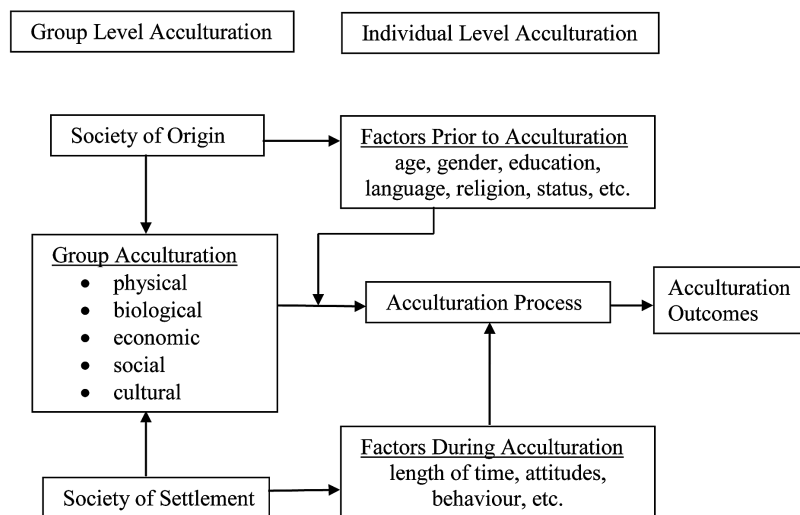 Group Level Acculturation
Individual Level Acculturation
Society of Origin
Factors Prior to Acculturation
age, gender, education,
language, religion, status, etc.
Group Acculturation
• physical
• biological
• economic
• social
• cultural
Acculturation Process
Acculturation
Outcomes
Factors During Acculturation
length of time, attitudes,
behaviour, etc.
Society of Settlement